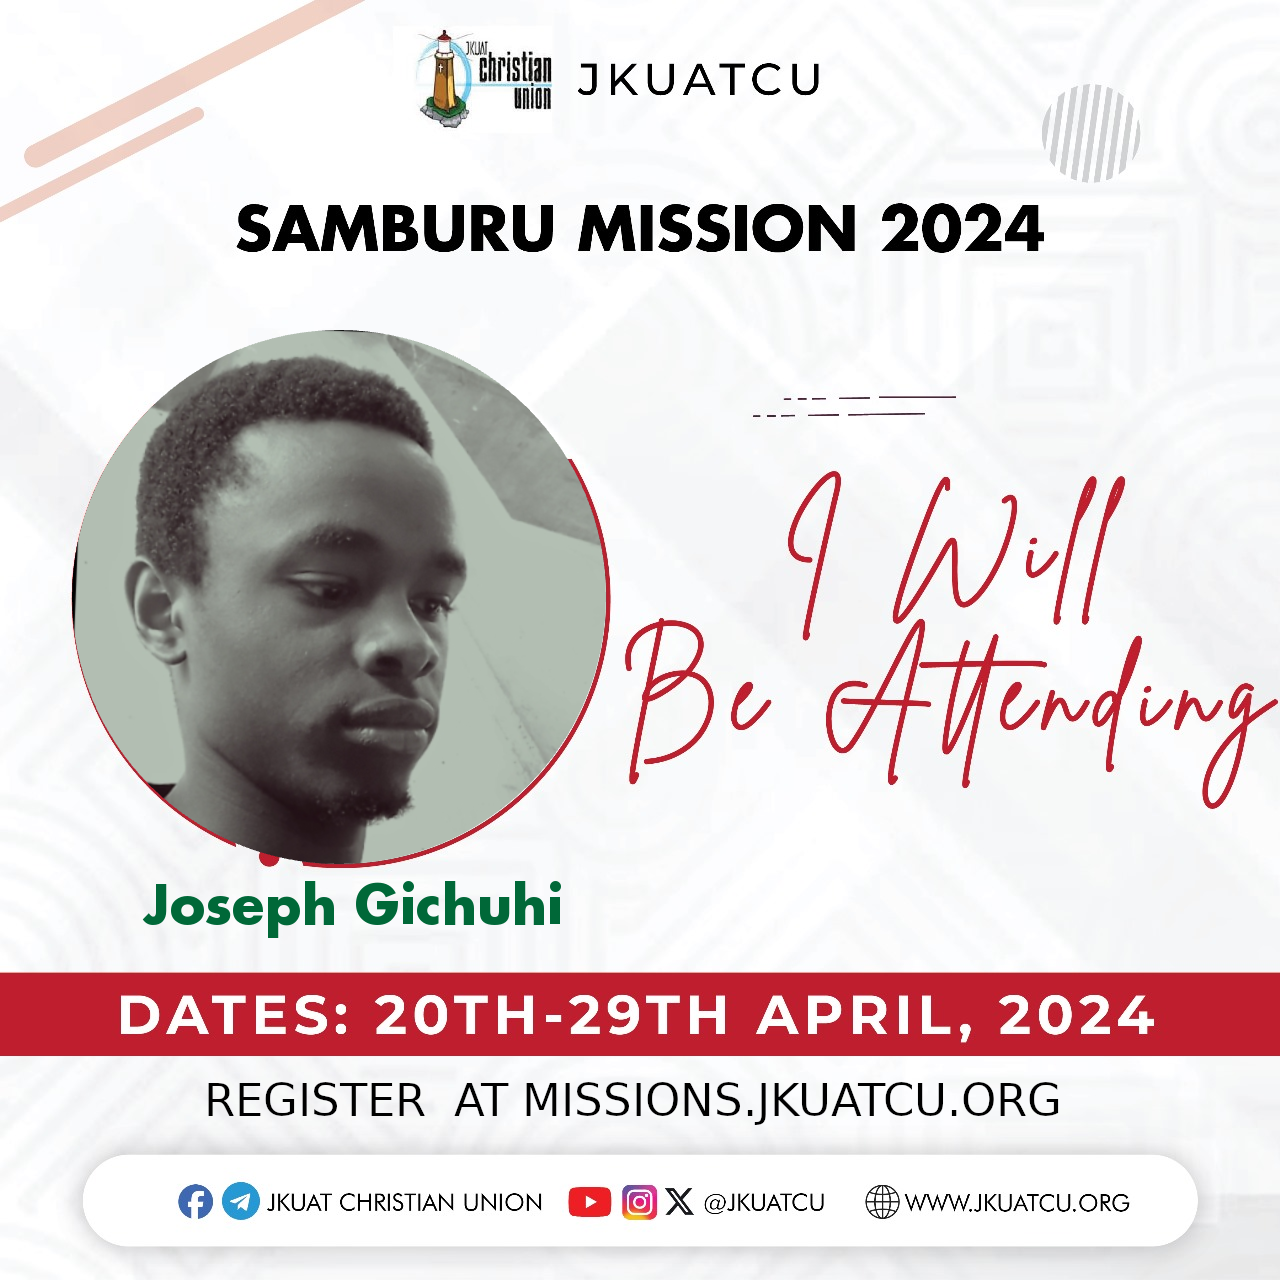 JKUAT
christian
union
JKUATCU
SAMBURU MISSION 2024
I Will
Be Attending
Joseph Gichuhi
DATES: 20TH-29TH APRIL, 2024
REGISTER  AT MISSIONS.JKUATCU.ORG
JKUAT CHRISTIAN UNION @JKUATCU WWW.JKUATCU.ORG